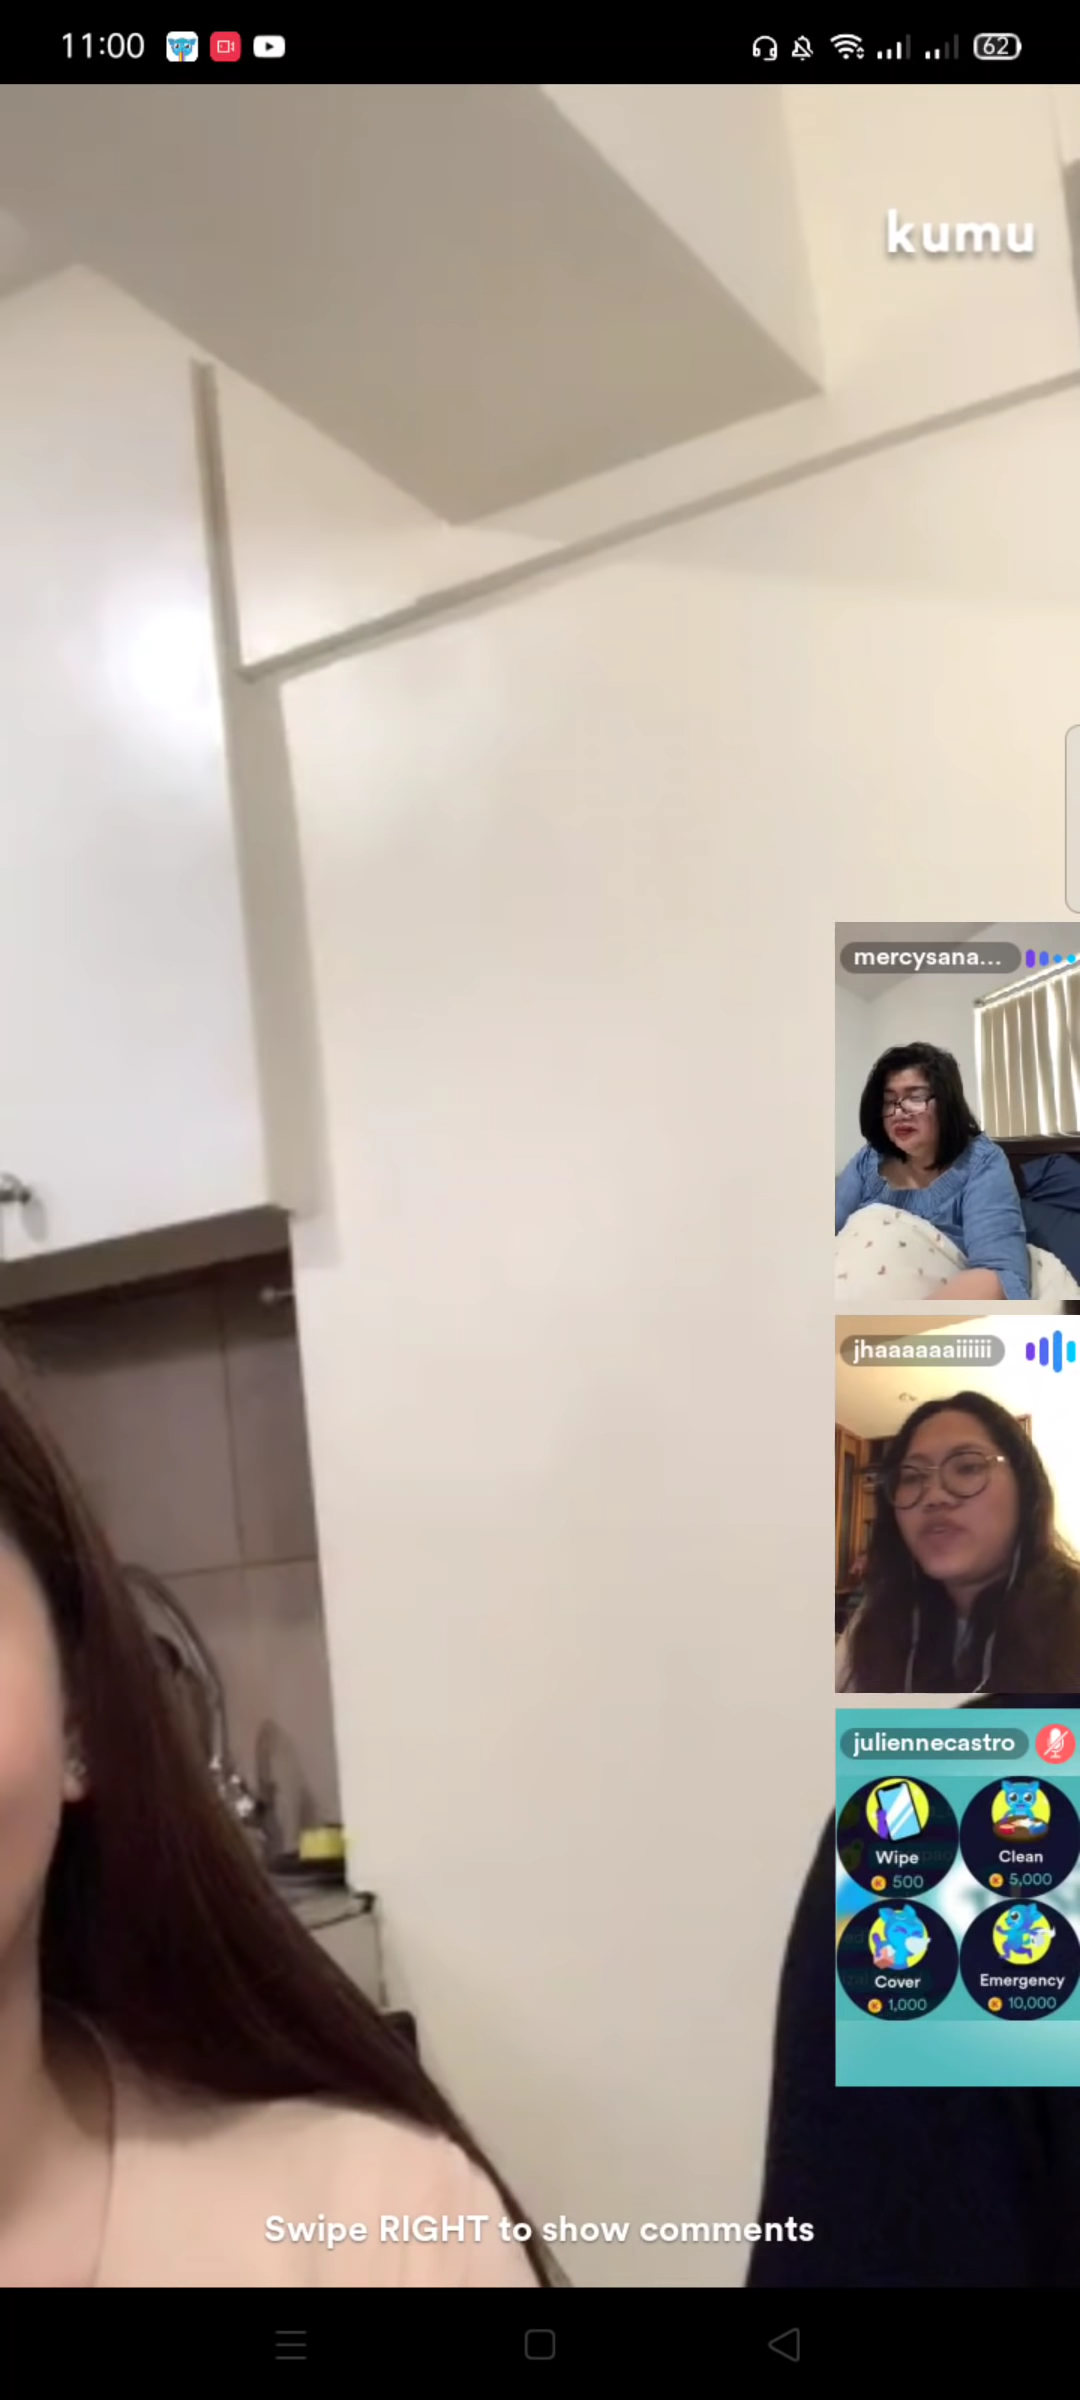 11:00
62
kumu
mercysana...
jhaaaaaaiiiiii
juliennecastro
Wipe
500
Clean
5,000
Cover
1,000
Emergency
10,000
Swipe RIGHT to show comments